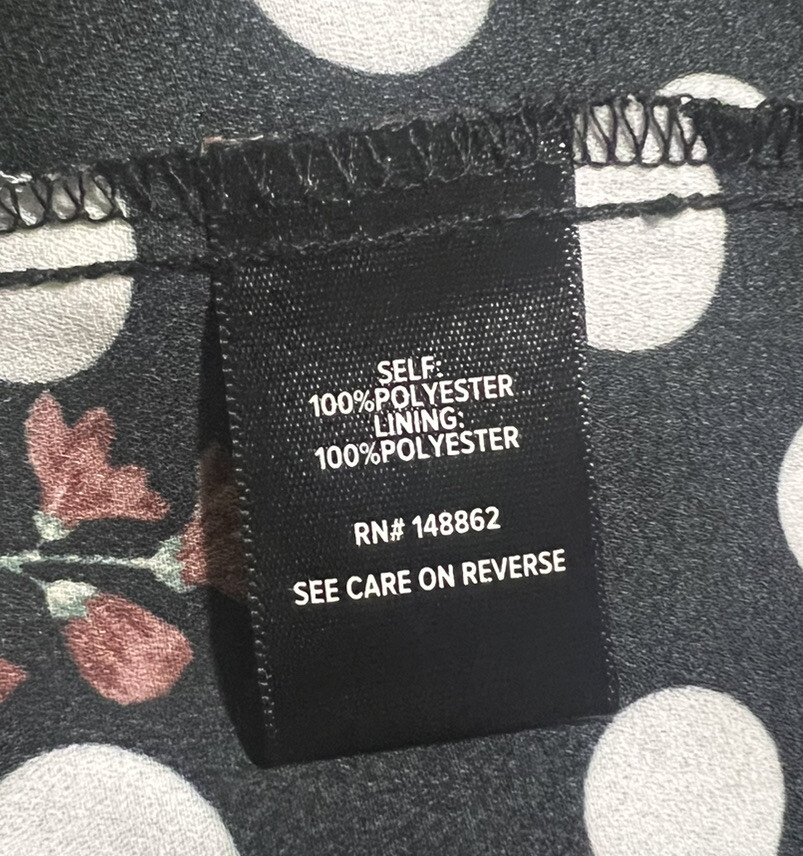 SELF:
100%POLYESTER
LINING:
100%POLYESTER
RN# 148862
SEE CARE ON REVERSE